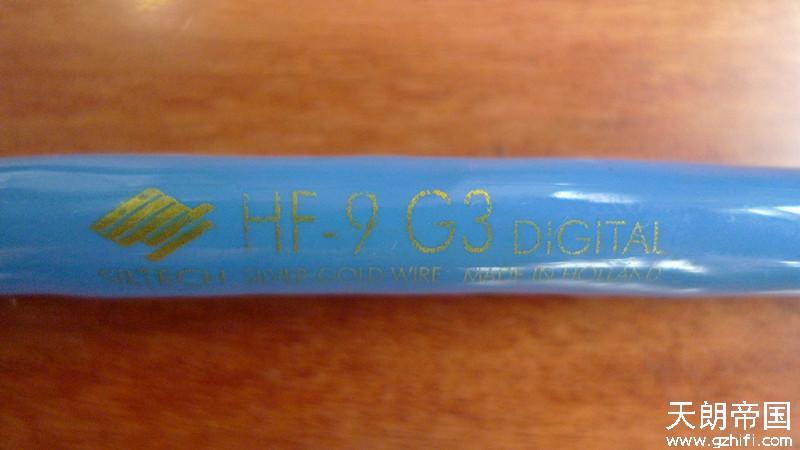 HF-9 G3 DIGITAL
SILTECH SILVER-GOLD WIRE MADE IN HOLLAND
天朗帝国
www.gzhifi.com